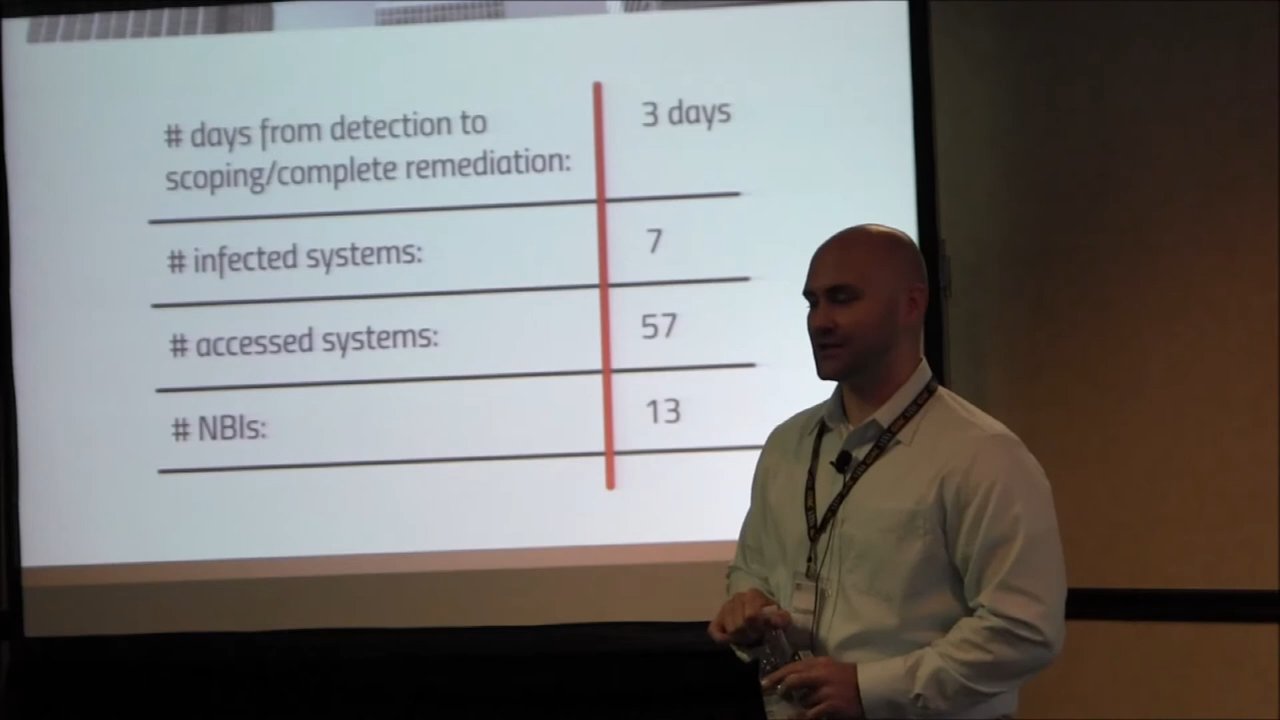 # days from detection to
scoping/complete remediation:
3 days
# infected systems:
7
# accessed systems:
57
# NBIs:
13